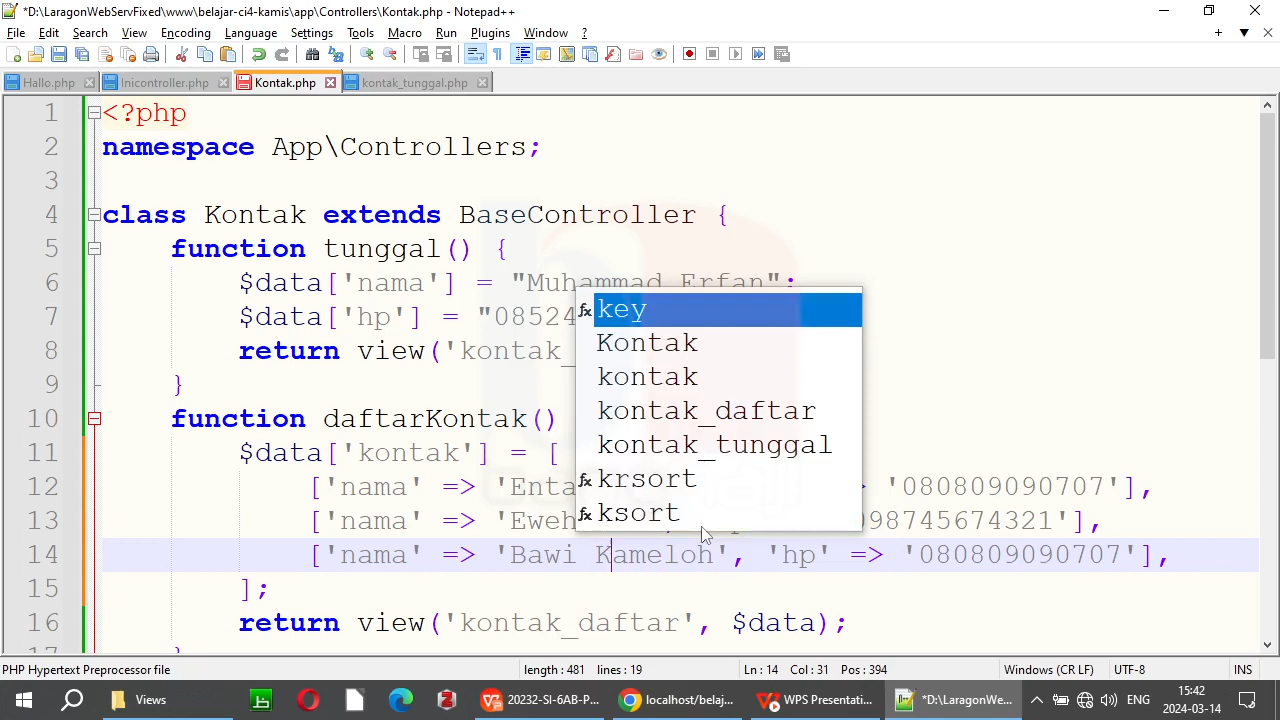 *D:\LaragonWebServFixed\www\belajar-ci4-kamis\app\Controllers\Kontak.php - Notepad++
File Edit Search View Encoding Language Settings Tools Macro Run Plugins Window ?
Hallo.php Inicontroller.php Kontak.php kontak_tunggal.php
1 <?php
2 namespace App\Controllers;
3
4 class Kontak extends BaseController {
5 function tunggal() {
6 $data['nama'] = "Muhammad Erfan";
7 $data['hp'] = "08524
8 return view('kontak_
9 }
10 function daftarKontak()
11 $data['kontak'] = [
12 ['nama' => 'Enta > '080809090707'],
13 ['nama' => 'Eweh 98745674321'],
14 ['nama' => 'Bawi Kameloh', 'hp' => '080809090707'],
15 ];
16 return view('kontak_daftar', $data);
17 }
key
Kontak
kontak
kontak_daftar
kontak_tunggal
krsort
ksort
PHP Hypertext Preprocessor file length : 481 lines : 19 Ln : 14 Col : 31 Pos : 394 Windows (CR LF) UTF-8 INS
Views 20232-SI-6AB-P... localhost/belaj... WPS Presentati... *D:\LaragonWe... ENG 15:42
2024-03-14